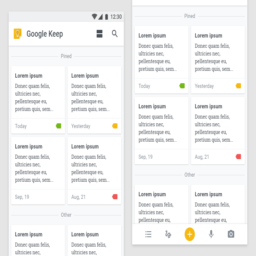 12:30
Google Keep
Pined
Lorem ipsum
Donec quam felis,
ultricies nec,
pellentesque eu,
pretium quis, sem..
Today
Lorem ipsum
Donec quam felis,
ultricies nec,
pellentesque eu,
pretium quis, sem..
Yesterday
Lorem ipsum
Donec quam felis,
ultricies nec,
pellentesque eu,
pretium quis, sem..
Sep, 19
Lorem ipsum
Donec quam felis,
ultricies nec,
pellentesque eu,
pretium quis, sem..
Aug, 21
Other
Lorem ipsum
Donec quam felis,
ultricies nec,
Lorem ipsum
Donec quam felis,
ultricies nec,
Pined
Lorem ipsum
Donec quam felis,
ultricies nec,
pellentesque eu,
pretium quis, sem..
Today
Lorem ipsum
Donec quam felis,
ultricies nec,
pellentesque eu,
pretium quis, sem..
Yesterday
Lorem ipsum
Donec quam felis,
ultricies nec,
pellentesque eu,
pretium quis, sem..
Sep, 19
Lorem ipsum
Donec quam felis,
ultricies nec,
pellentesque eu,
pretium quis, sem..
Aug, 21
Other
Lorem ipsum
Donec quam felis,
ultricies nec,
pellentesque eu,
Lorem ipsum
Donec quam felis,
ultricies nec,
pellentesque eu,